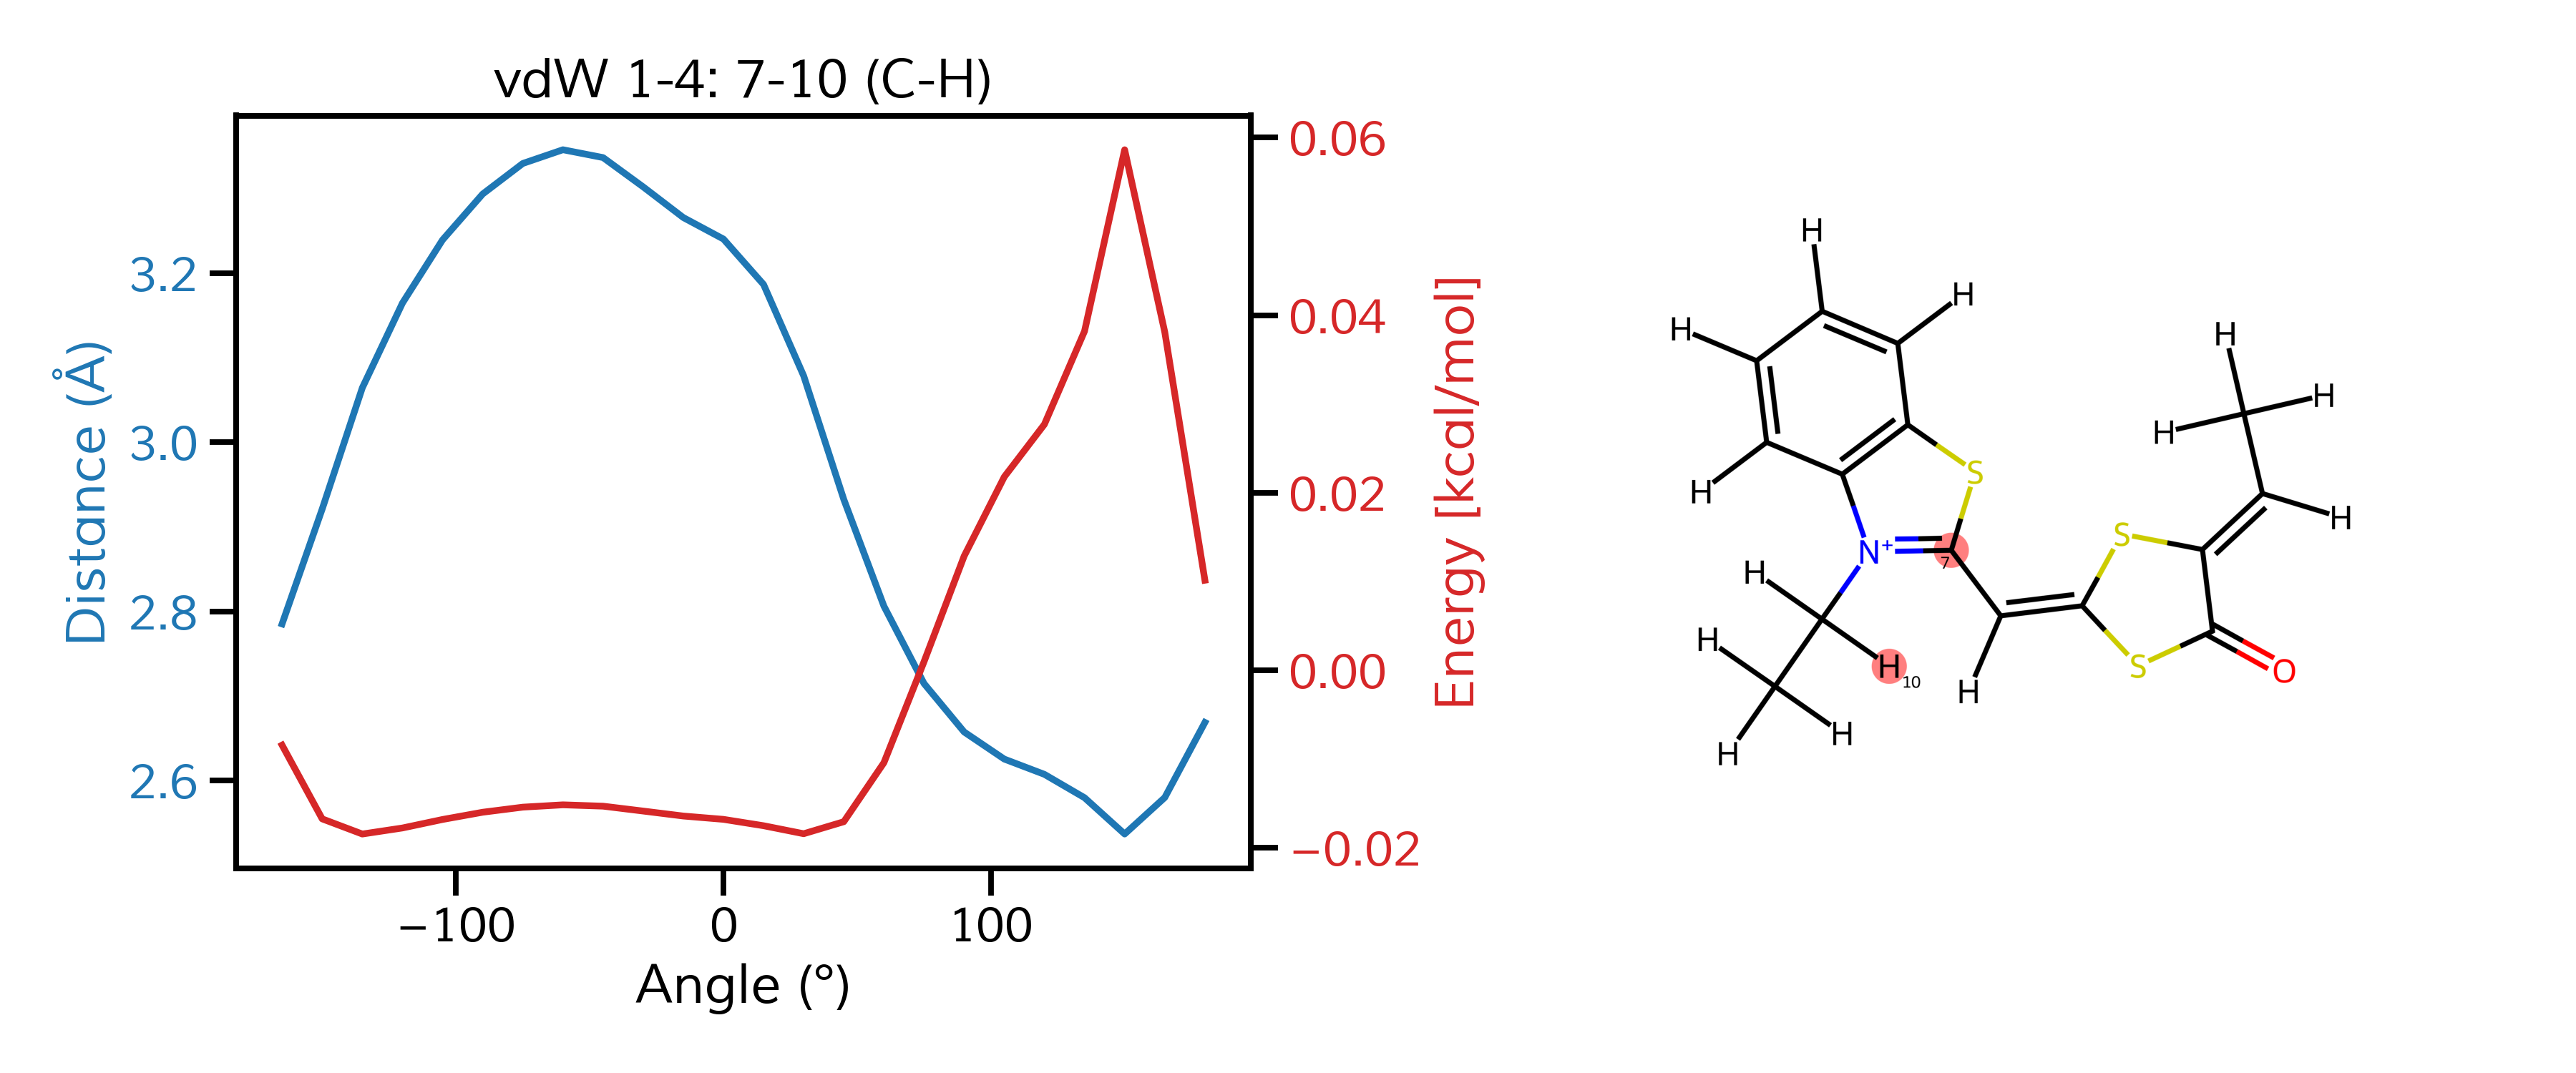 vdW 1-4: 7-10 (C-H)
Distance (Å)
3.2
3.0
2.8
2.6
0.06
0.04
0.02
0.00
−0.02
Energy [kcal/mol]
−100 0 100
Angle (°)
H
H
H
H
H
H
S
H
H
S
H
N+
7
H
H
S
O
H
10
H
H
H